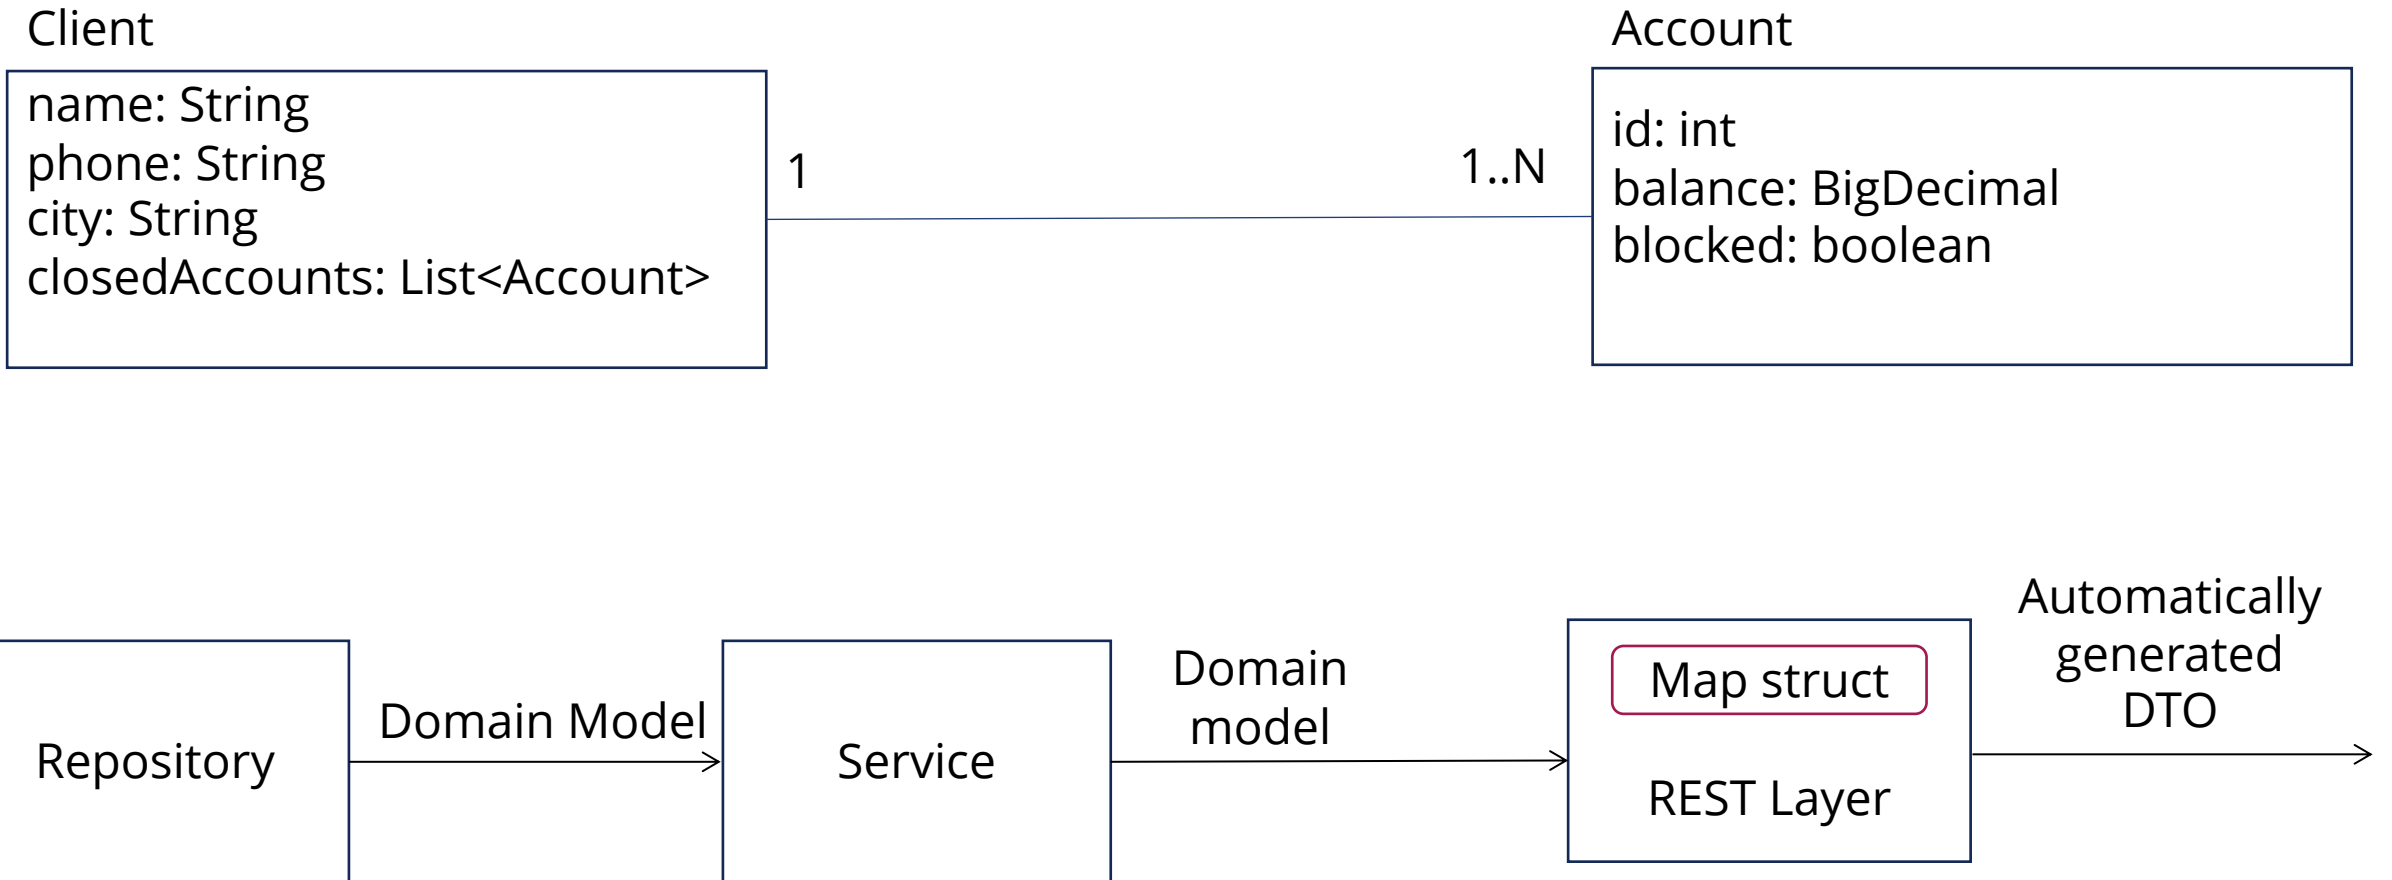 Client
name: String
phone: String
city: String
closedAccounts: List<Account>
1
1..N
Account
id: int
balance: BigDecimal
blocked: boolean
Repository
Domain Model
Service
Domain
model
Map struct
REST Layer
Automatically
generated
DTO